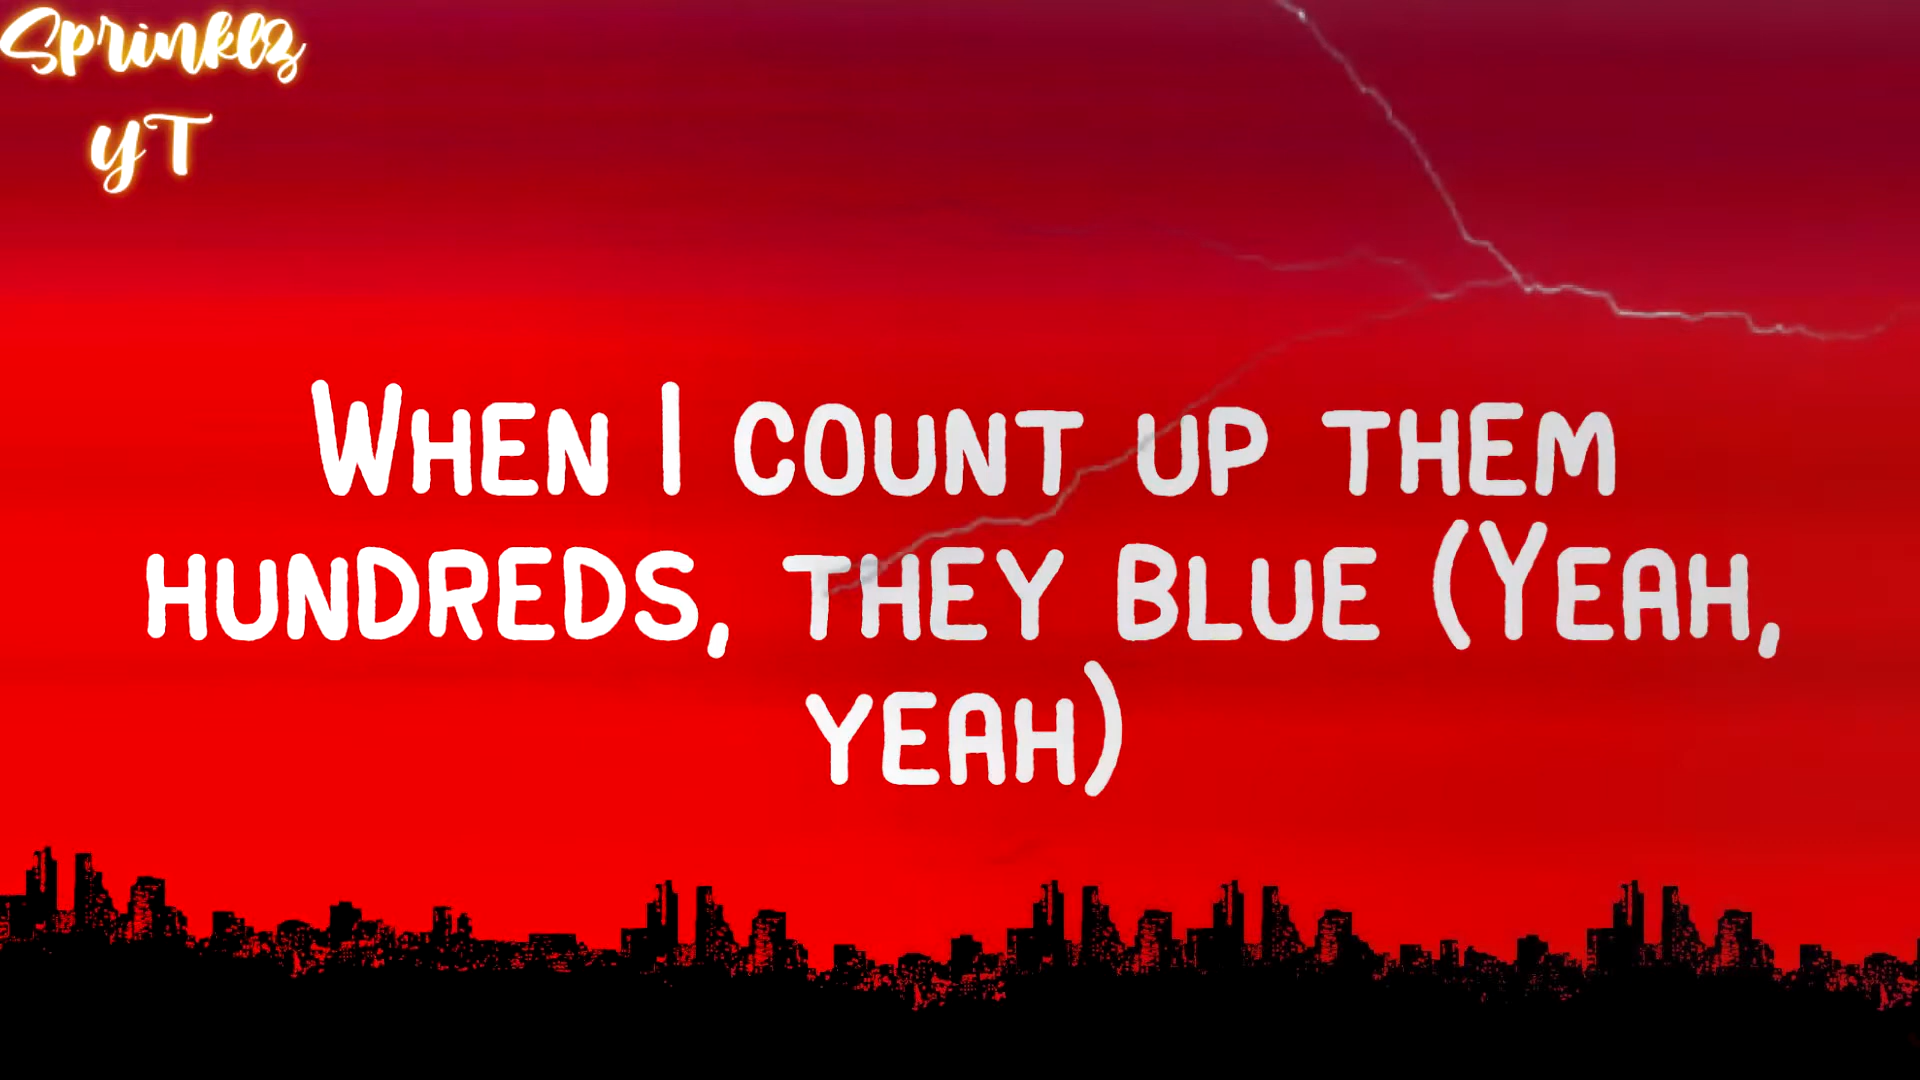 Sprinklz
YT
When I count up them
hundreds, they blue (Yeah,
yeah)